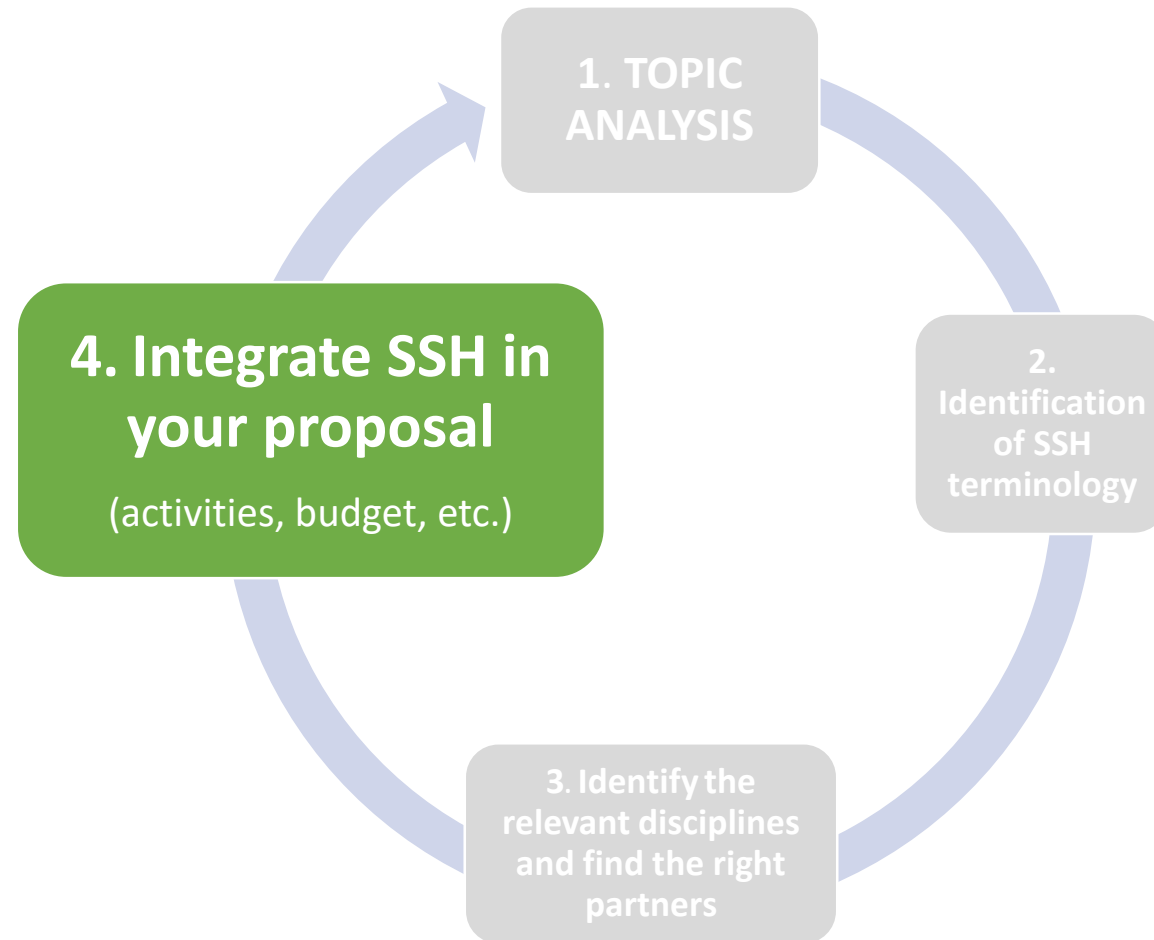 1. TOPIC
ANALYSIS
2.
Identification
of SSH
terminology
3. Identify the
relevant disciplines
and find the right
partners
4. Integrate SSH in
your proposal
(activities, budget, etc.)